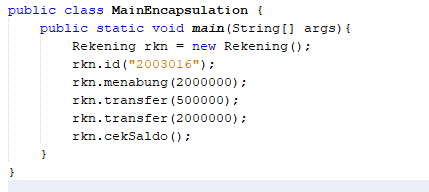 public class MainEncapsulation {
public static void main(String[] args){
Rekening rkn = new Rekening();
rkn.id("2003016");
rkn.menabung(2000000);
rkn.transfer(500000);
rkn.transfer(2000000);
rkn.cekSaldo();
}
}